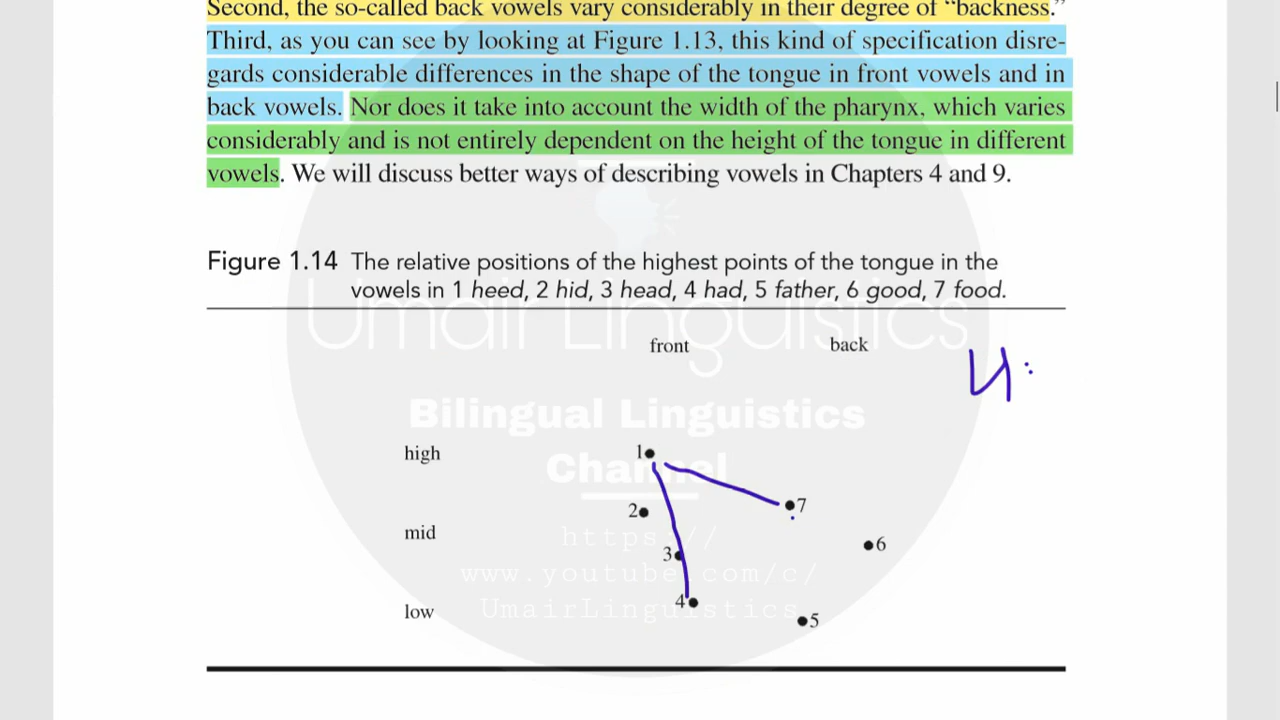 Second, the so-called back vowels vary considerably in their degree of “backness.”
Third, as you can see by looking at Figure 1.13, this kind of specification disre-
gards considerable differences in the shape of the tongue in front vowels and in
back vowels. Nor does it take into account the width of the pharynx, which varies
considerably and is not entirely dependent on the height of the tongue in different
vowels. We will discuss better ways of describing vowels in Chapters 4 and 9.
Figure 1.14 The relative positions of the highest points of the tongue in the
vowels in 1 heed, 2 hid, 3 head, 4 had, 5 father, 6 good, 7 food.
Umair Linguistics
front back
Bilingual Linguistics
high 1
Channel
2 7
mid https://
6
3
www.youtube.com/c/
low 4 UmairLinguistics 5